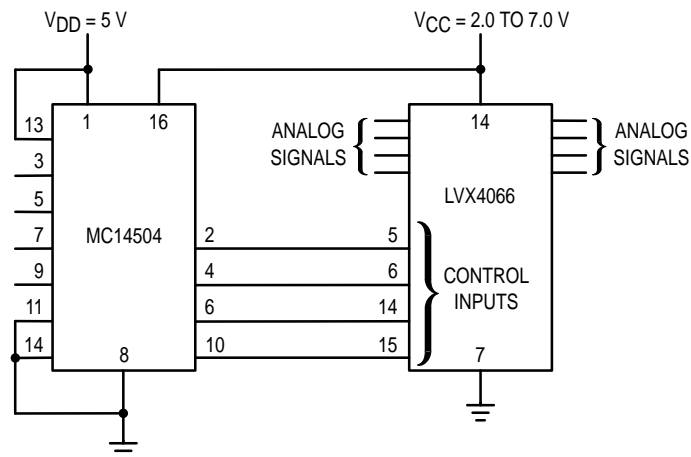 VDD = 5 V
VCC = 2.0 TO 7.0 V
13
1
16
14
3
5
7
9
11
14
MC14504
8
2
4
6
10
ANALOG
SIGNALS
ANALOG
SIGNALS
LVX4066
5
6
14
15
CONTROL
INPUTS
7